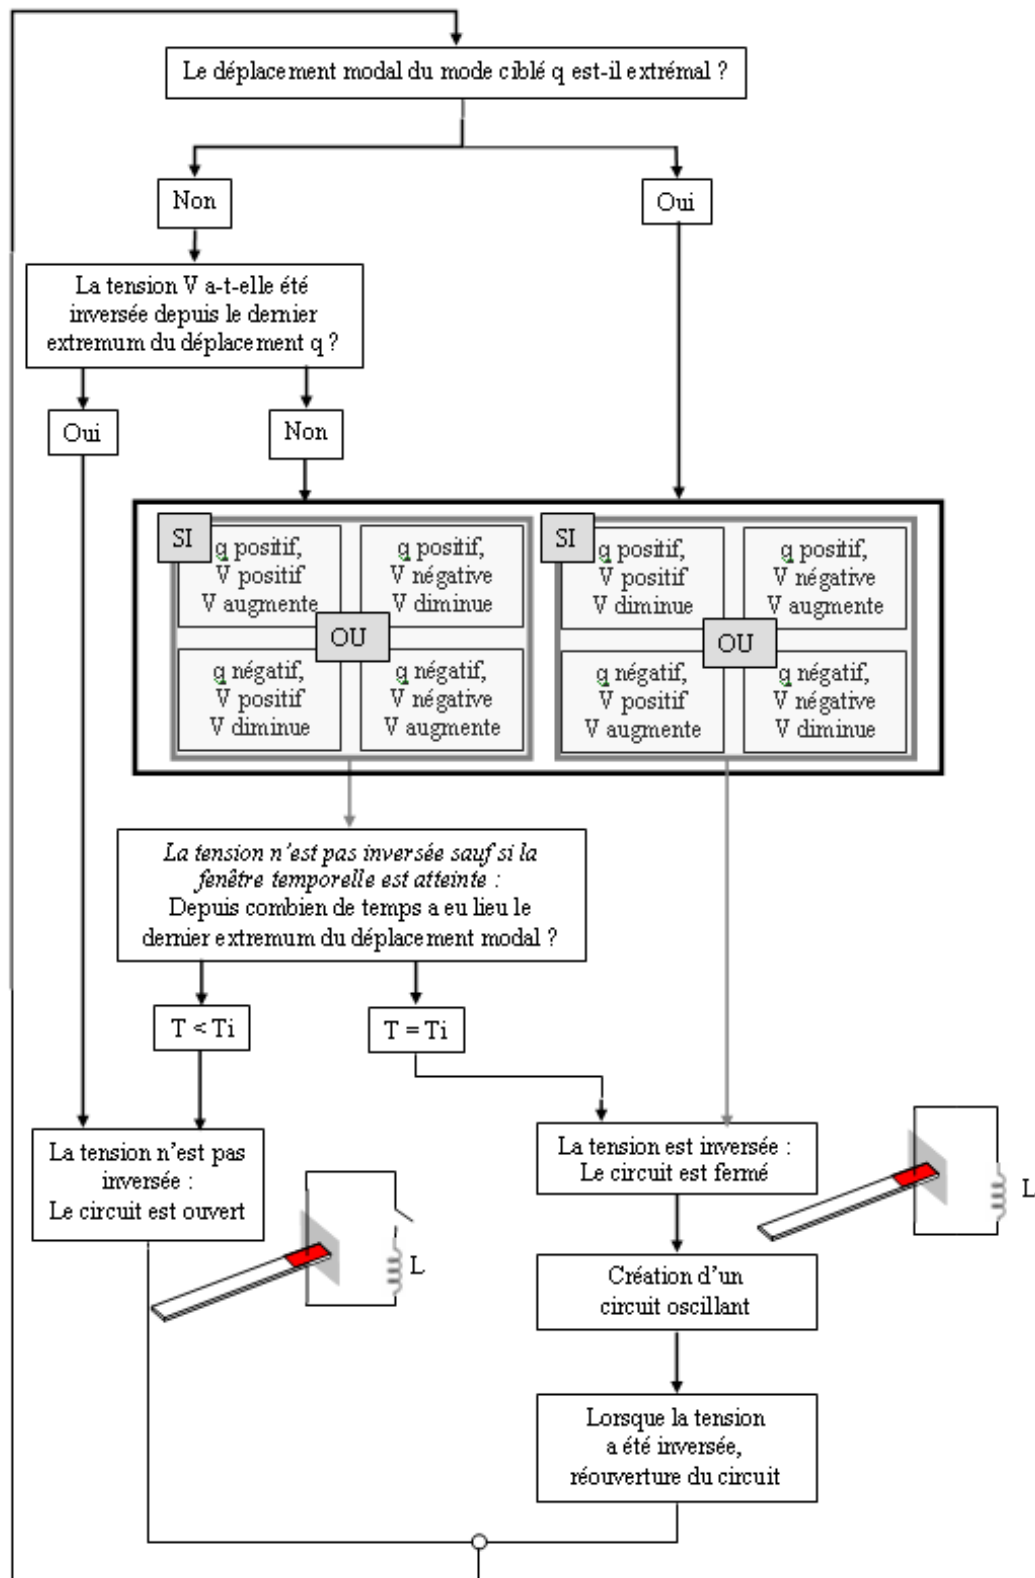 Le déplacement modal du mode ciblé q est-il extrémal ?
Non
Oui
La tension V a-t-elle été
inversée depuis le dernier
extremum du déplacement q ?
Oui
Non
SI
q positif,
V positif
V augmente
q positif,
V négative
V diminue
OU
q négatif,
V positif
V diminue
q négatif,
V négative
V augmente
SI
q positif,
V positif
V diminue
q positif,
V négative
V augmente
OU
q négatif,
V positif
V augmente
q négatif,
V négative
V diminue
La tension n'est pas inversée sauf si la
fenêtre temporelle est atteinte :
Depuis combien de temps a eu lieu le
dernier extremum du déplacement modal ?
T < Ti
T = Ti
La tension n'est pas
inversée :
Le circuit est ouvert
L
La tension est inversée :
Le circuit est fermé
L
Création d'un
circuit oscillant
Lorsque la tension
a été inversée,
réouverture du circuit